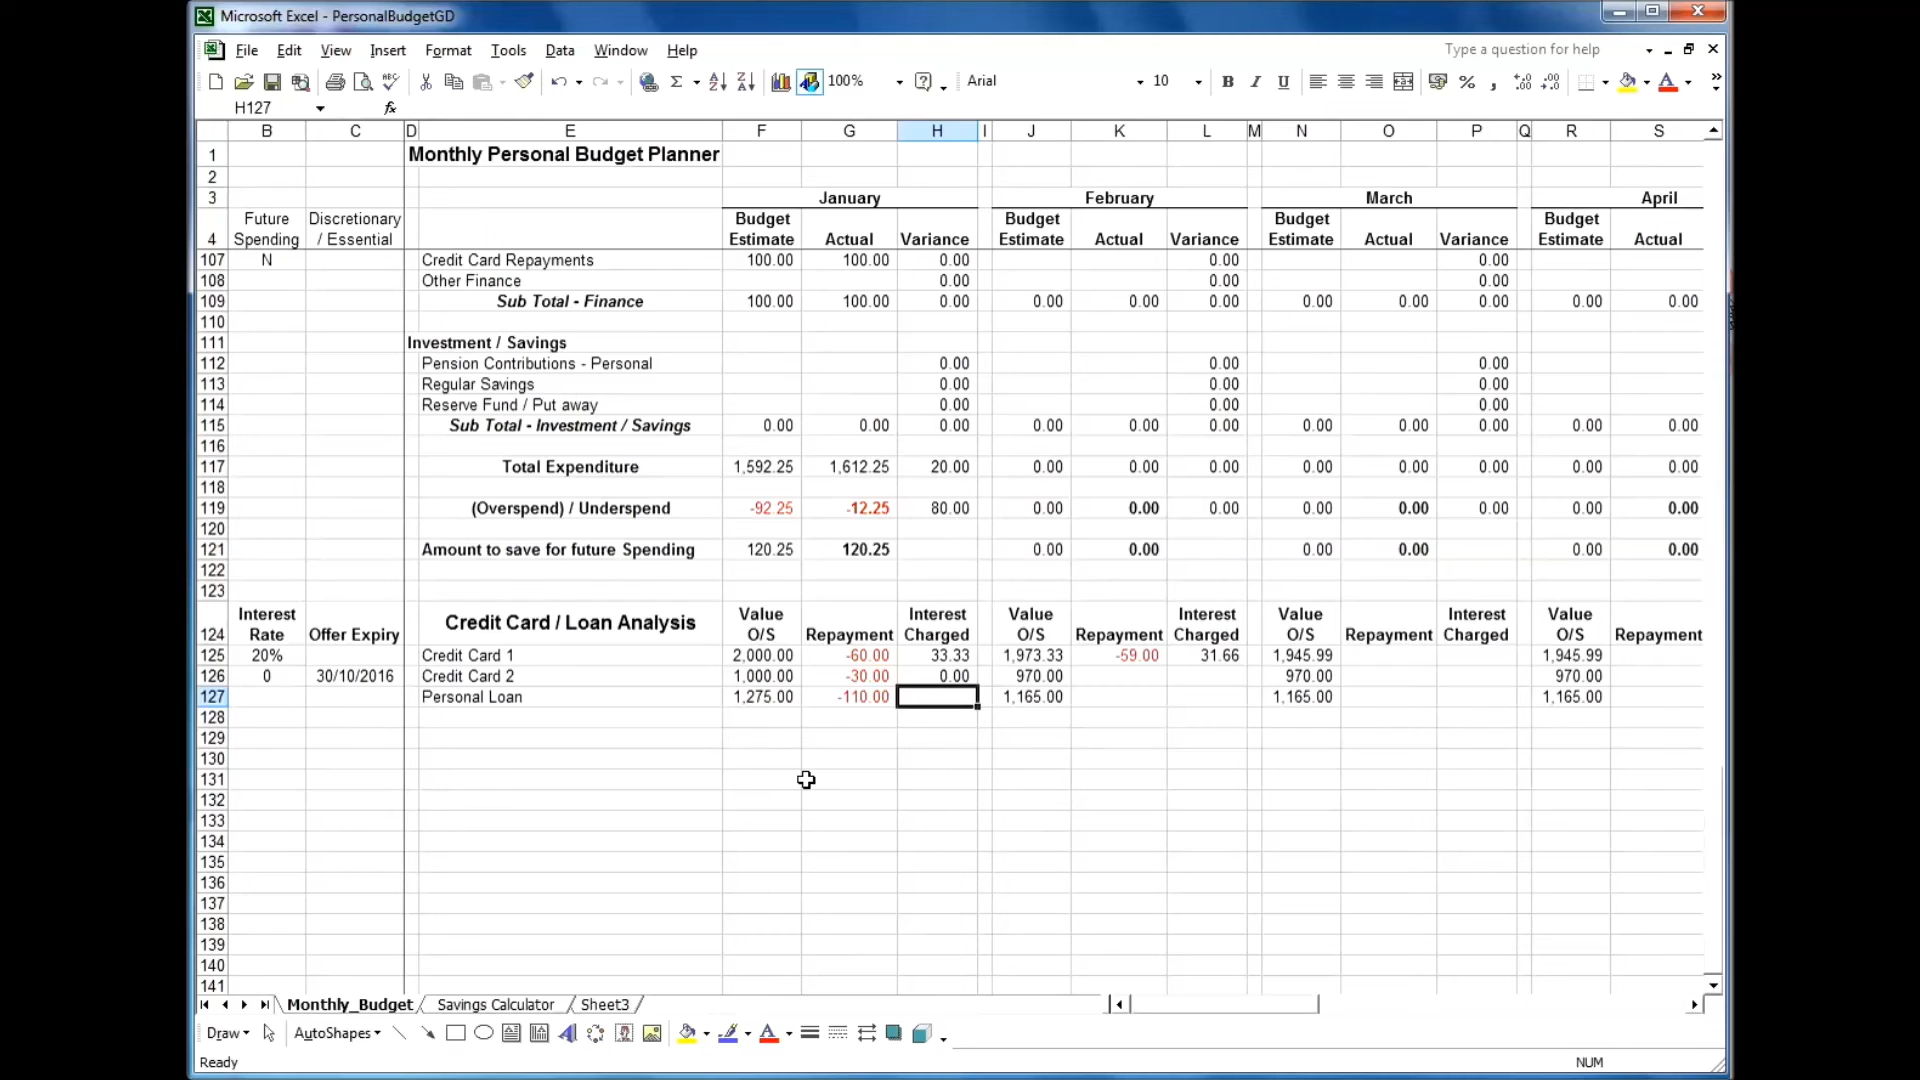 Microsoft Excel - PersonalBudgetGD
File Edit View Insert Format Tools Data Window Help Type a question for help
100% Arial 10 B I U %
H127 fx
B C D E F G H I J K L M N O P Q R S
1 Monthly Personal Budget Planner
2
3 January February March April
Future Discretionary Budget Budget Budget Budget
4 Spending / Essential Estimate Actual Variance Estimate Actual Variance Estimate Actual Variance Estimate Actual
107 N Credit Card Repayments 100.00 100.00 0.00 0.00 0.00
108 Other Finance 0.00 0.00 0.00
109 Sub Total - Finance 100.00 100.00 0.00 0.00 0.00 0.00 0.00 0.00 0.00 0.00 0.00
110
111 Investment / Savings
112 Pension Contributions - Personal 0.00 0.00 0.00
113 Regular Savings 0.00 0.00 0.00
114 Reserve Fund / Put away 0.00 0.00 0.00
115 Sub Total - Investment / Savings 0.00 0.00 0.00 0.00 0.00 0.00 0.00 0.00 0.00 0.00 0.00
116
117 Total Expenditure 1,592.25 1,612.25 20.00 0.00 0.00 0.00 0.00 0.00 0.00 0.00 0.00
118
119 (Overspend) / Underspend -92.25 -12.25 80.00 0.00 0.00 0.00 0.00 0.00 0.00 0.00 0.00
120
121 Amount to save for future Spending 120.25 120.25 0.00 0.00 0.00 0.00 0.00 0.00
122
123
Interest Credit Card / Loan Analysis Value Interest Value Interest Value Interest Value
124 Rate Offer Expiry O/S Repayment Charged O/S Repayment Charged O/S Repayment Charged O/S Repayment
125 20% Credit Card 1 2,000.00 -60.00 33.33 1,973.33 -59.00 31.66 1,945.99 1,945.99
126 0 30/10/2016 Credit Card 2 1,000.00 -30.00 0.00 970.00 970.00 970.00
127 Personal Loan 1,275.00 -110.00 1,165.00 1,165.00 1,165.00
128
129
130
131
132
133
134
135
136
137
138
139
140
141
Monthly_Budget Savings Calculator Sheet3
Draw AutoShapes
Ready NUM